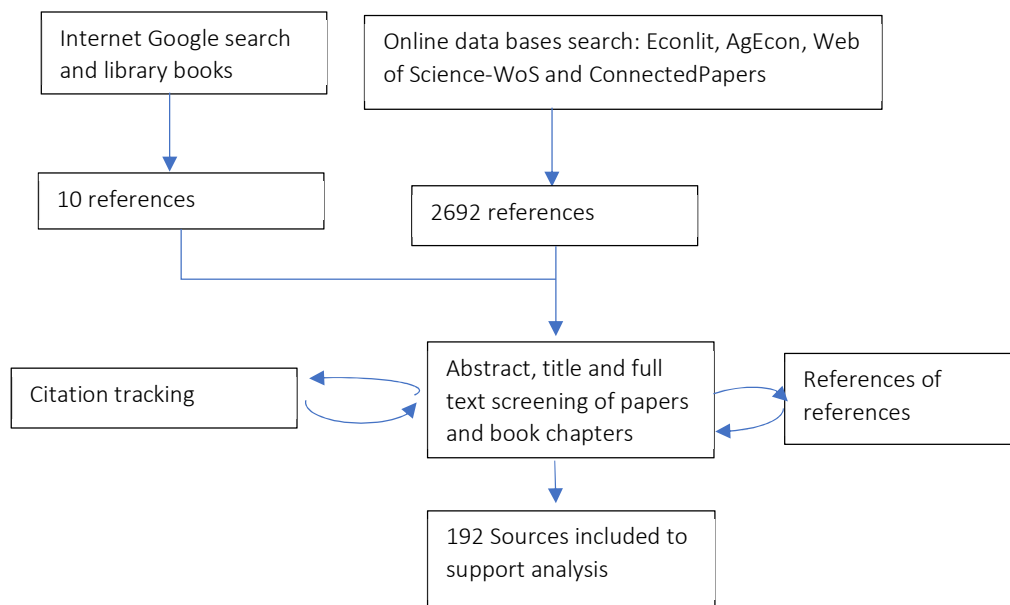 Internet Google search
and library books
Online data bases search: Econlit, AgEcon, Web
of Science-WoS and ConnectedPapers
10 references
2692 references
Citation tracking
Abstract, title and full
text screening of papers
and book chapters
References of
references
192 Sources included to
support analysis